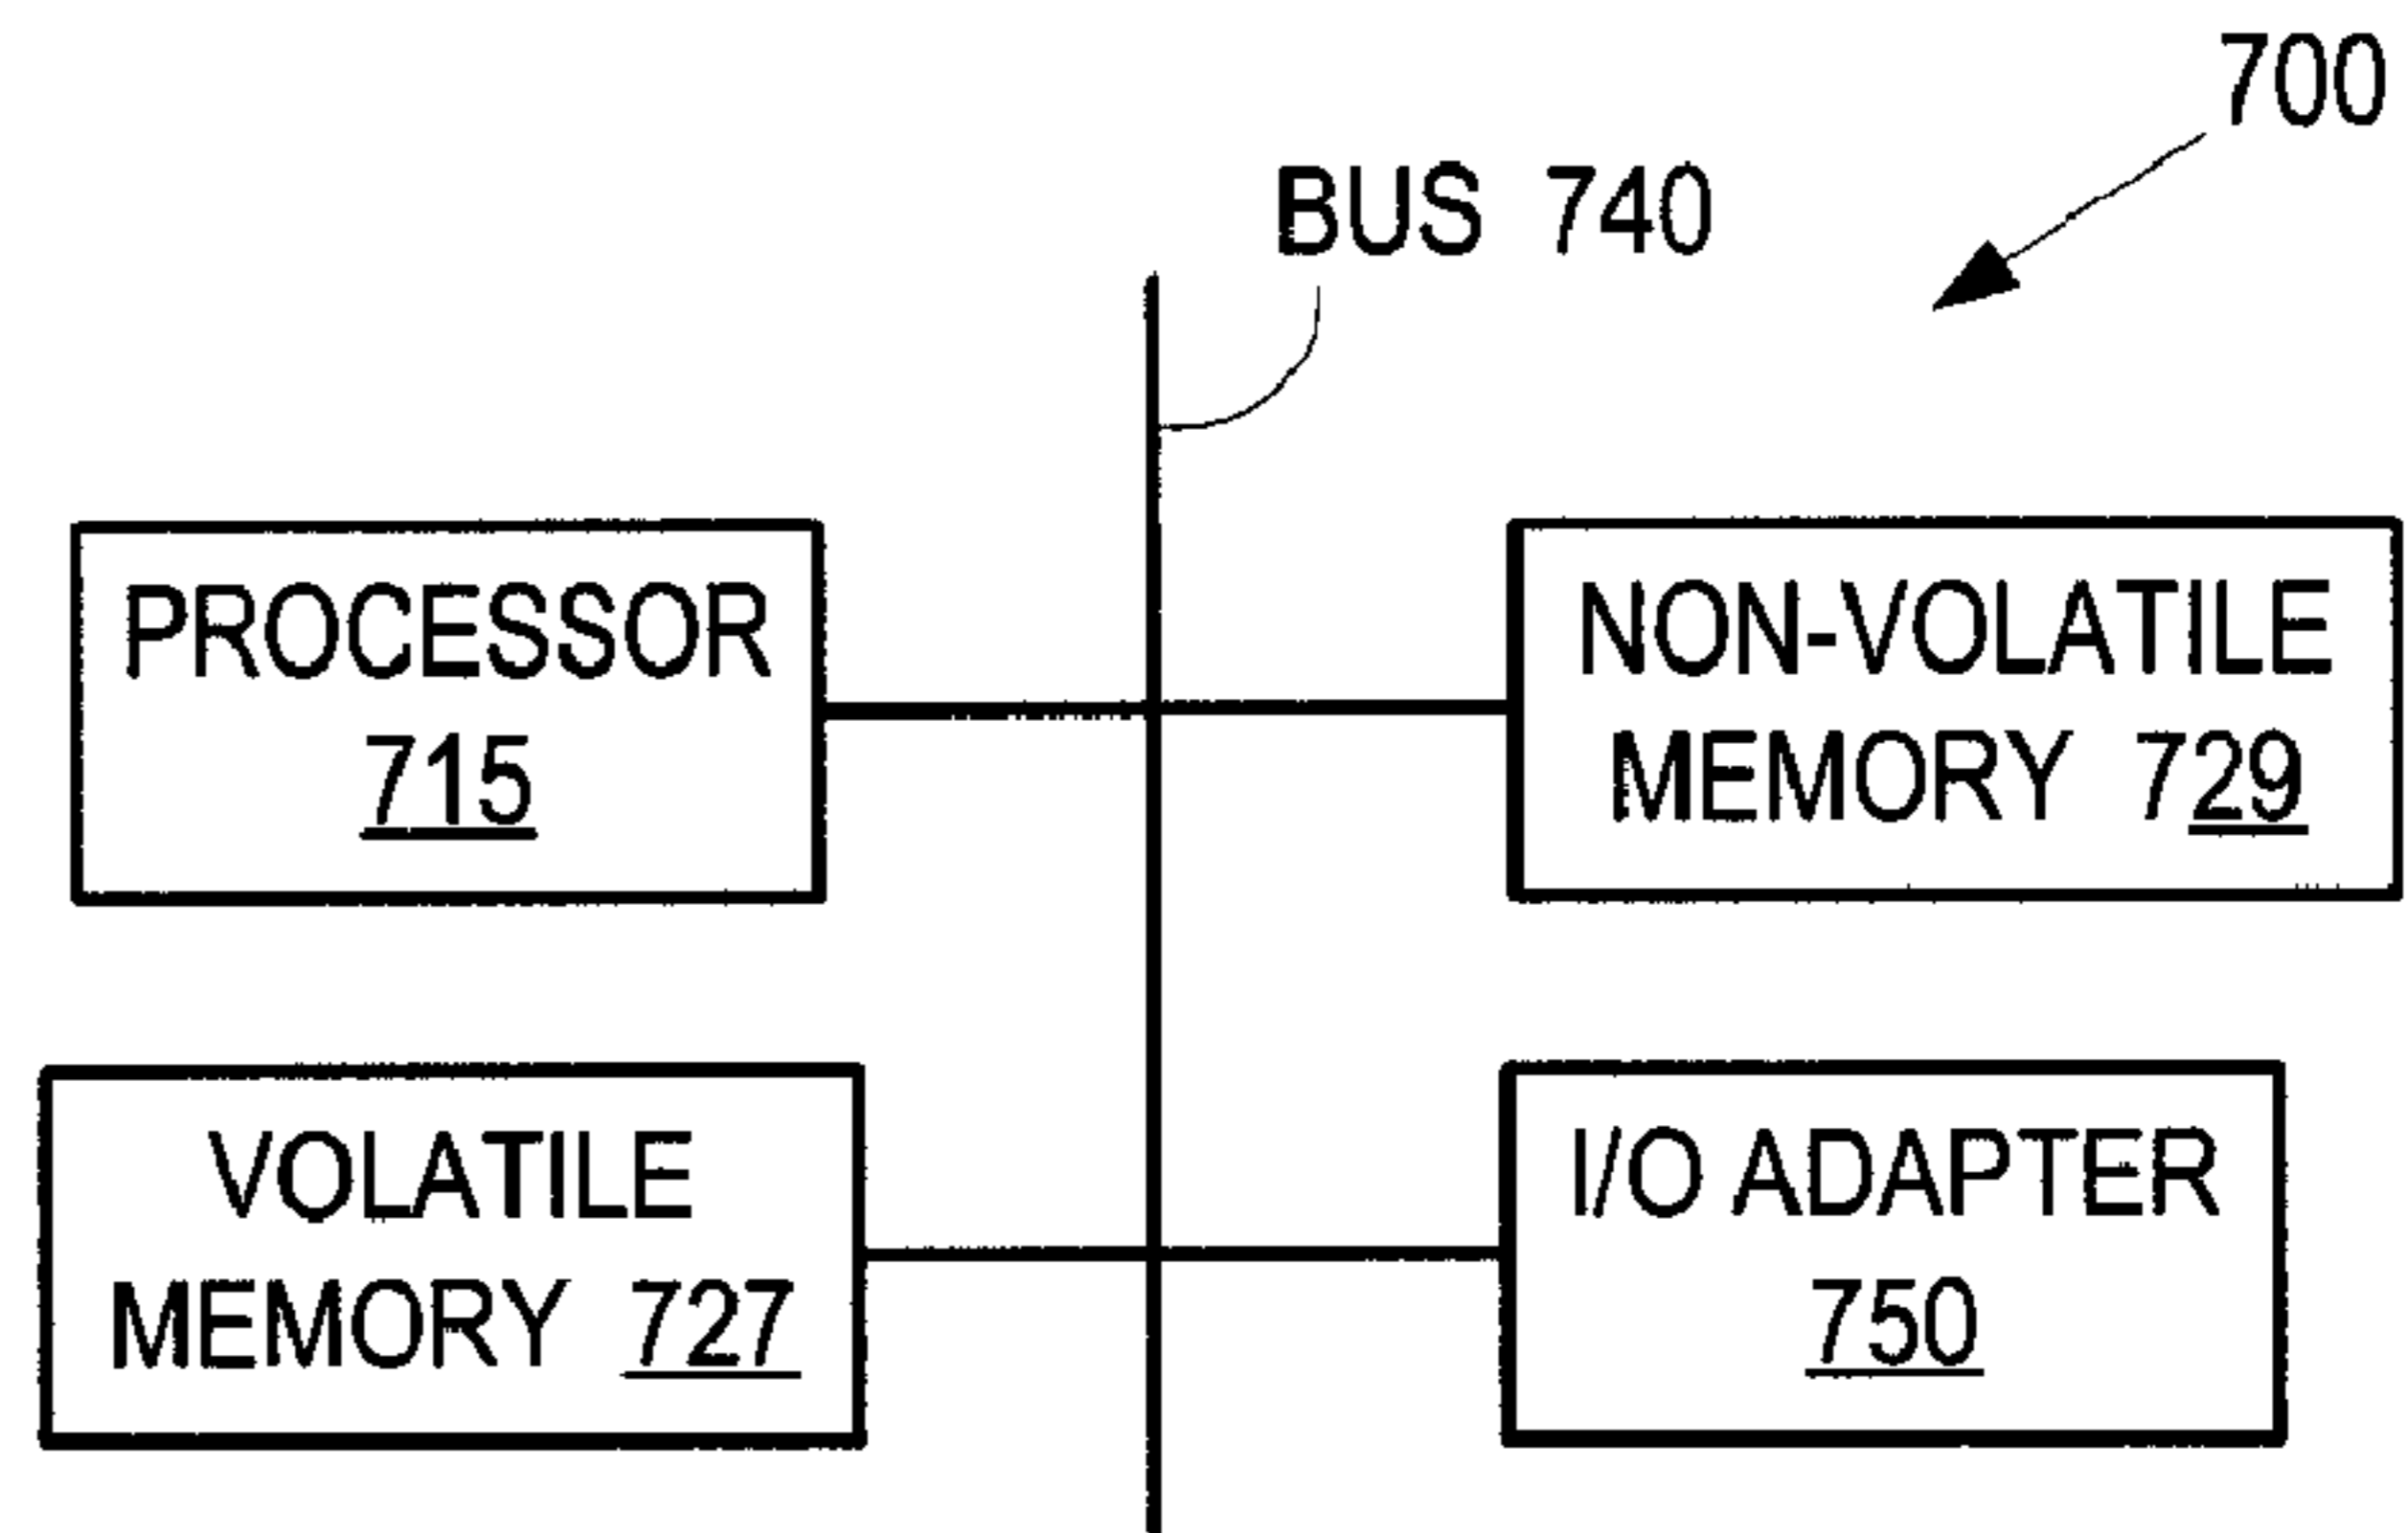 700
BUS 740
PROCESSOR
715
NON-VOLATILE
MEMORY 729
VOLATILE
MEMORY 727
I/O ADAPTER
750